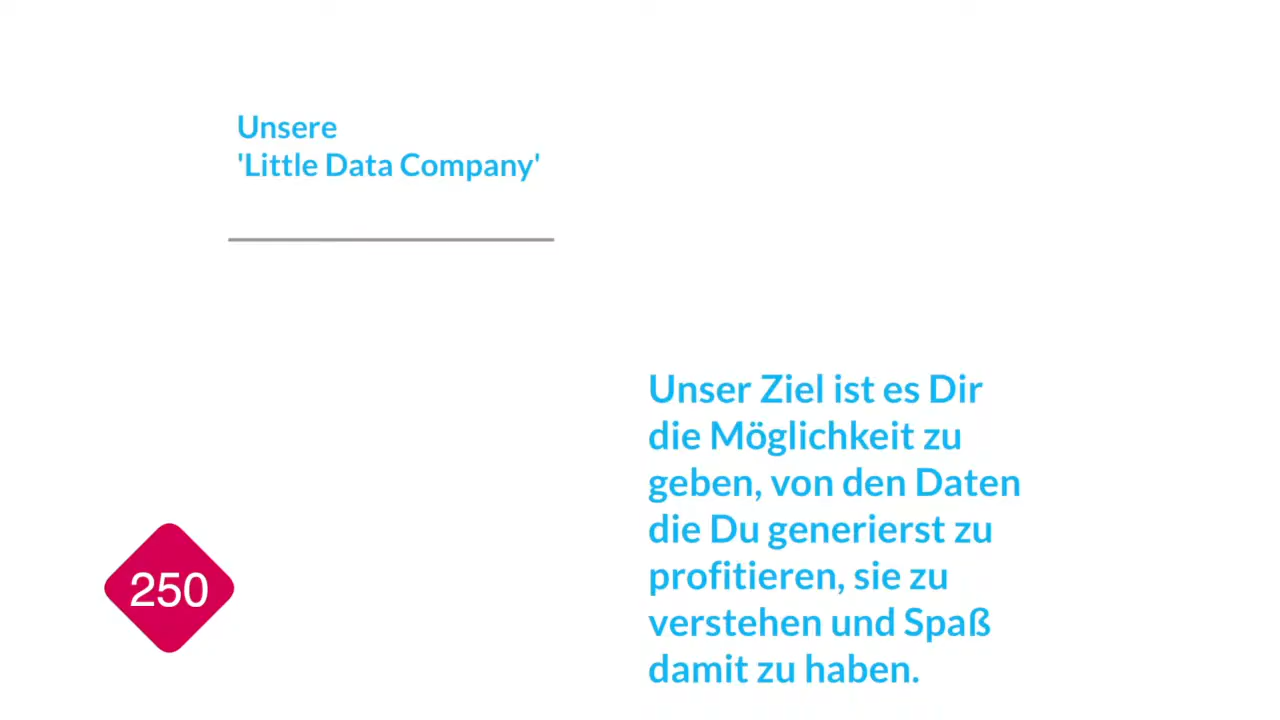 Unsere
'Little Data Company'
Unser Ziel ist es Dir
die Möglichkeit zu
geben, von den Daten
die Du generierst zu
profitieren, sie zu
verstehen und Spaß
damit zu haben.
250